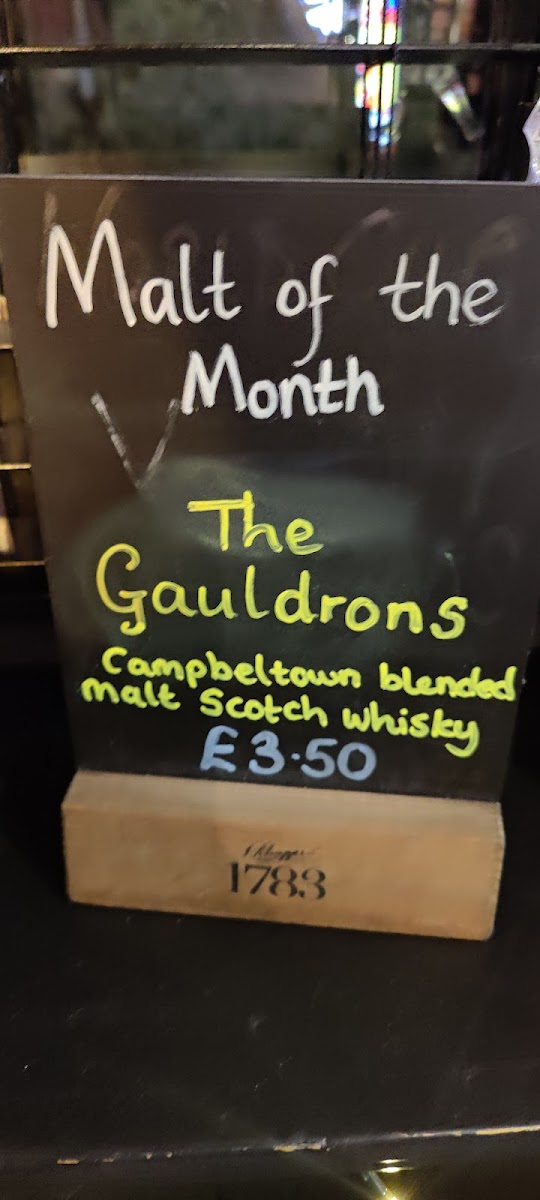 Malt of the
Month
The
Gauldrons
Campbeltown blended
malt Scotch whisky
£3.50
1783